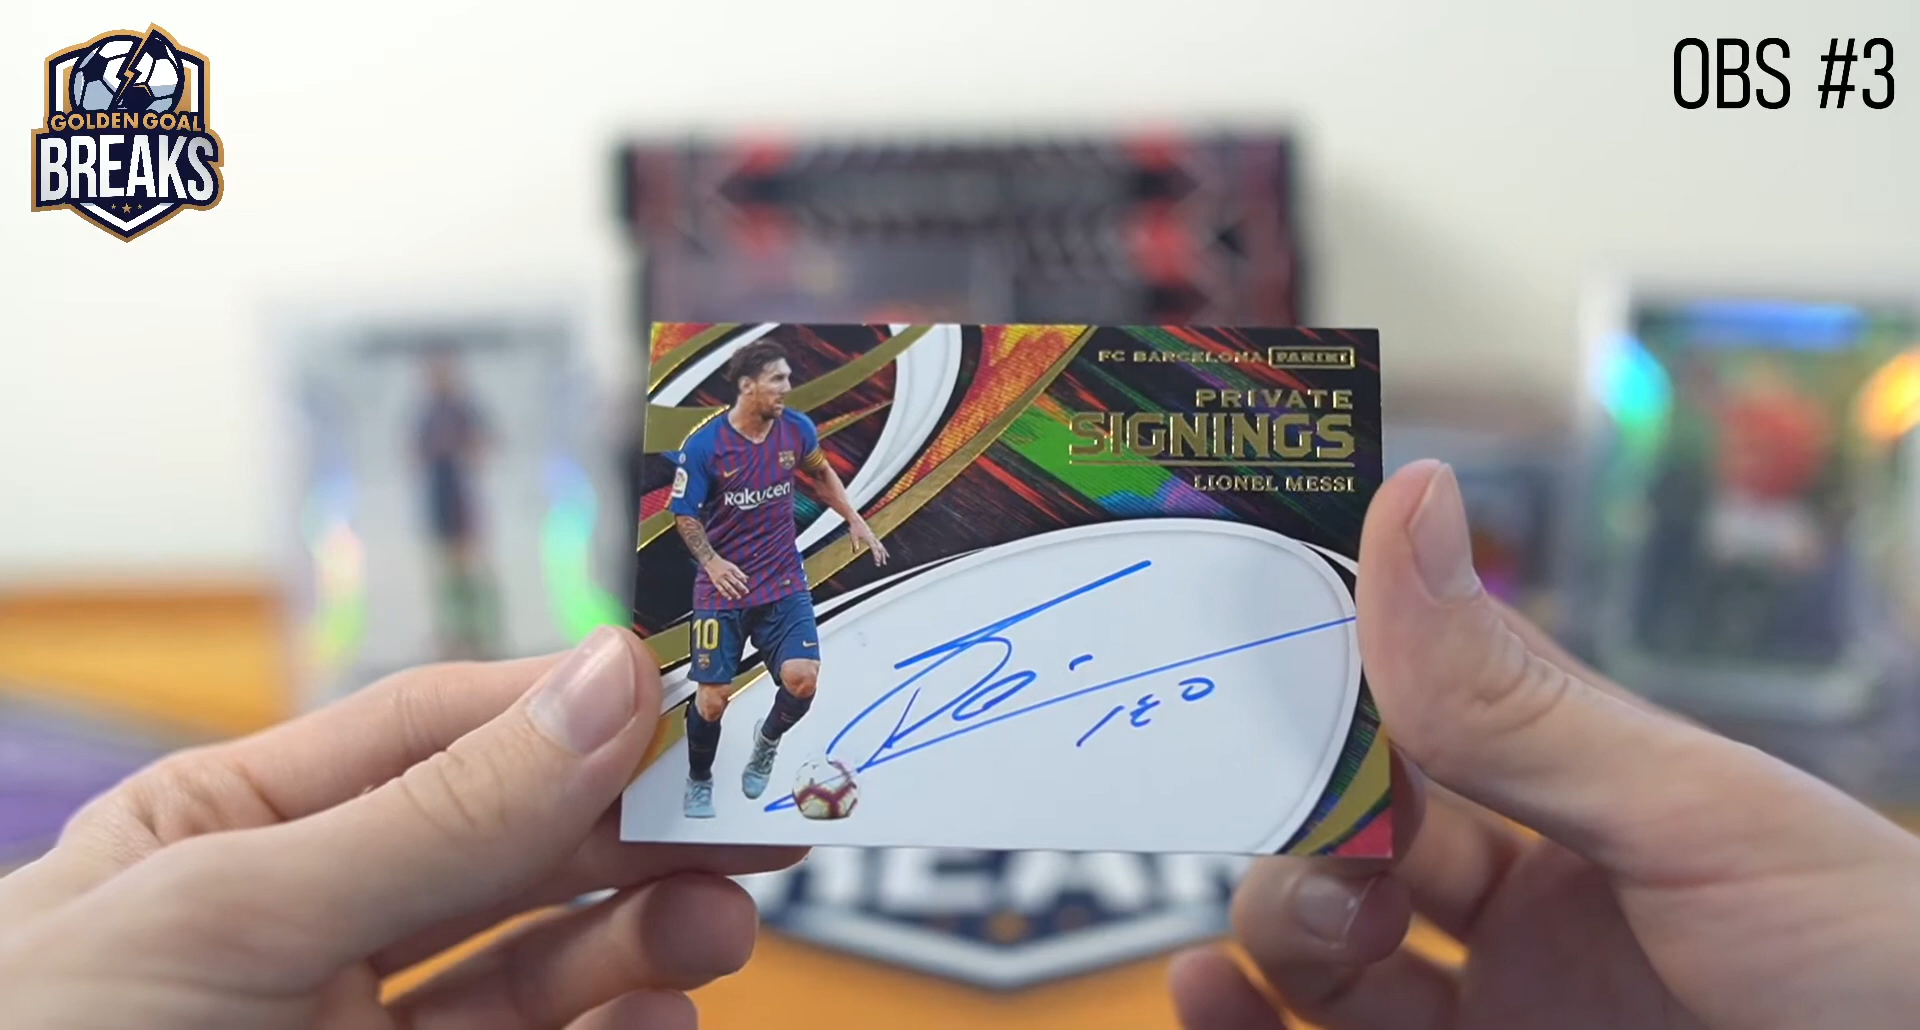 GOLDEN GOAL
BREAKS
OBS #3
FC BARCELONA PANINI
PRIVATE
SIGNINGS
LIONEL MESSI
Rakuten
10